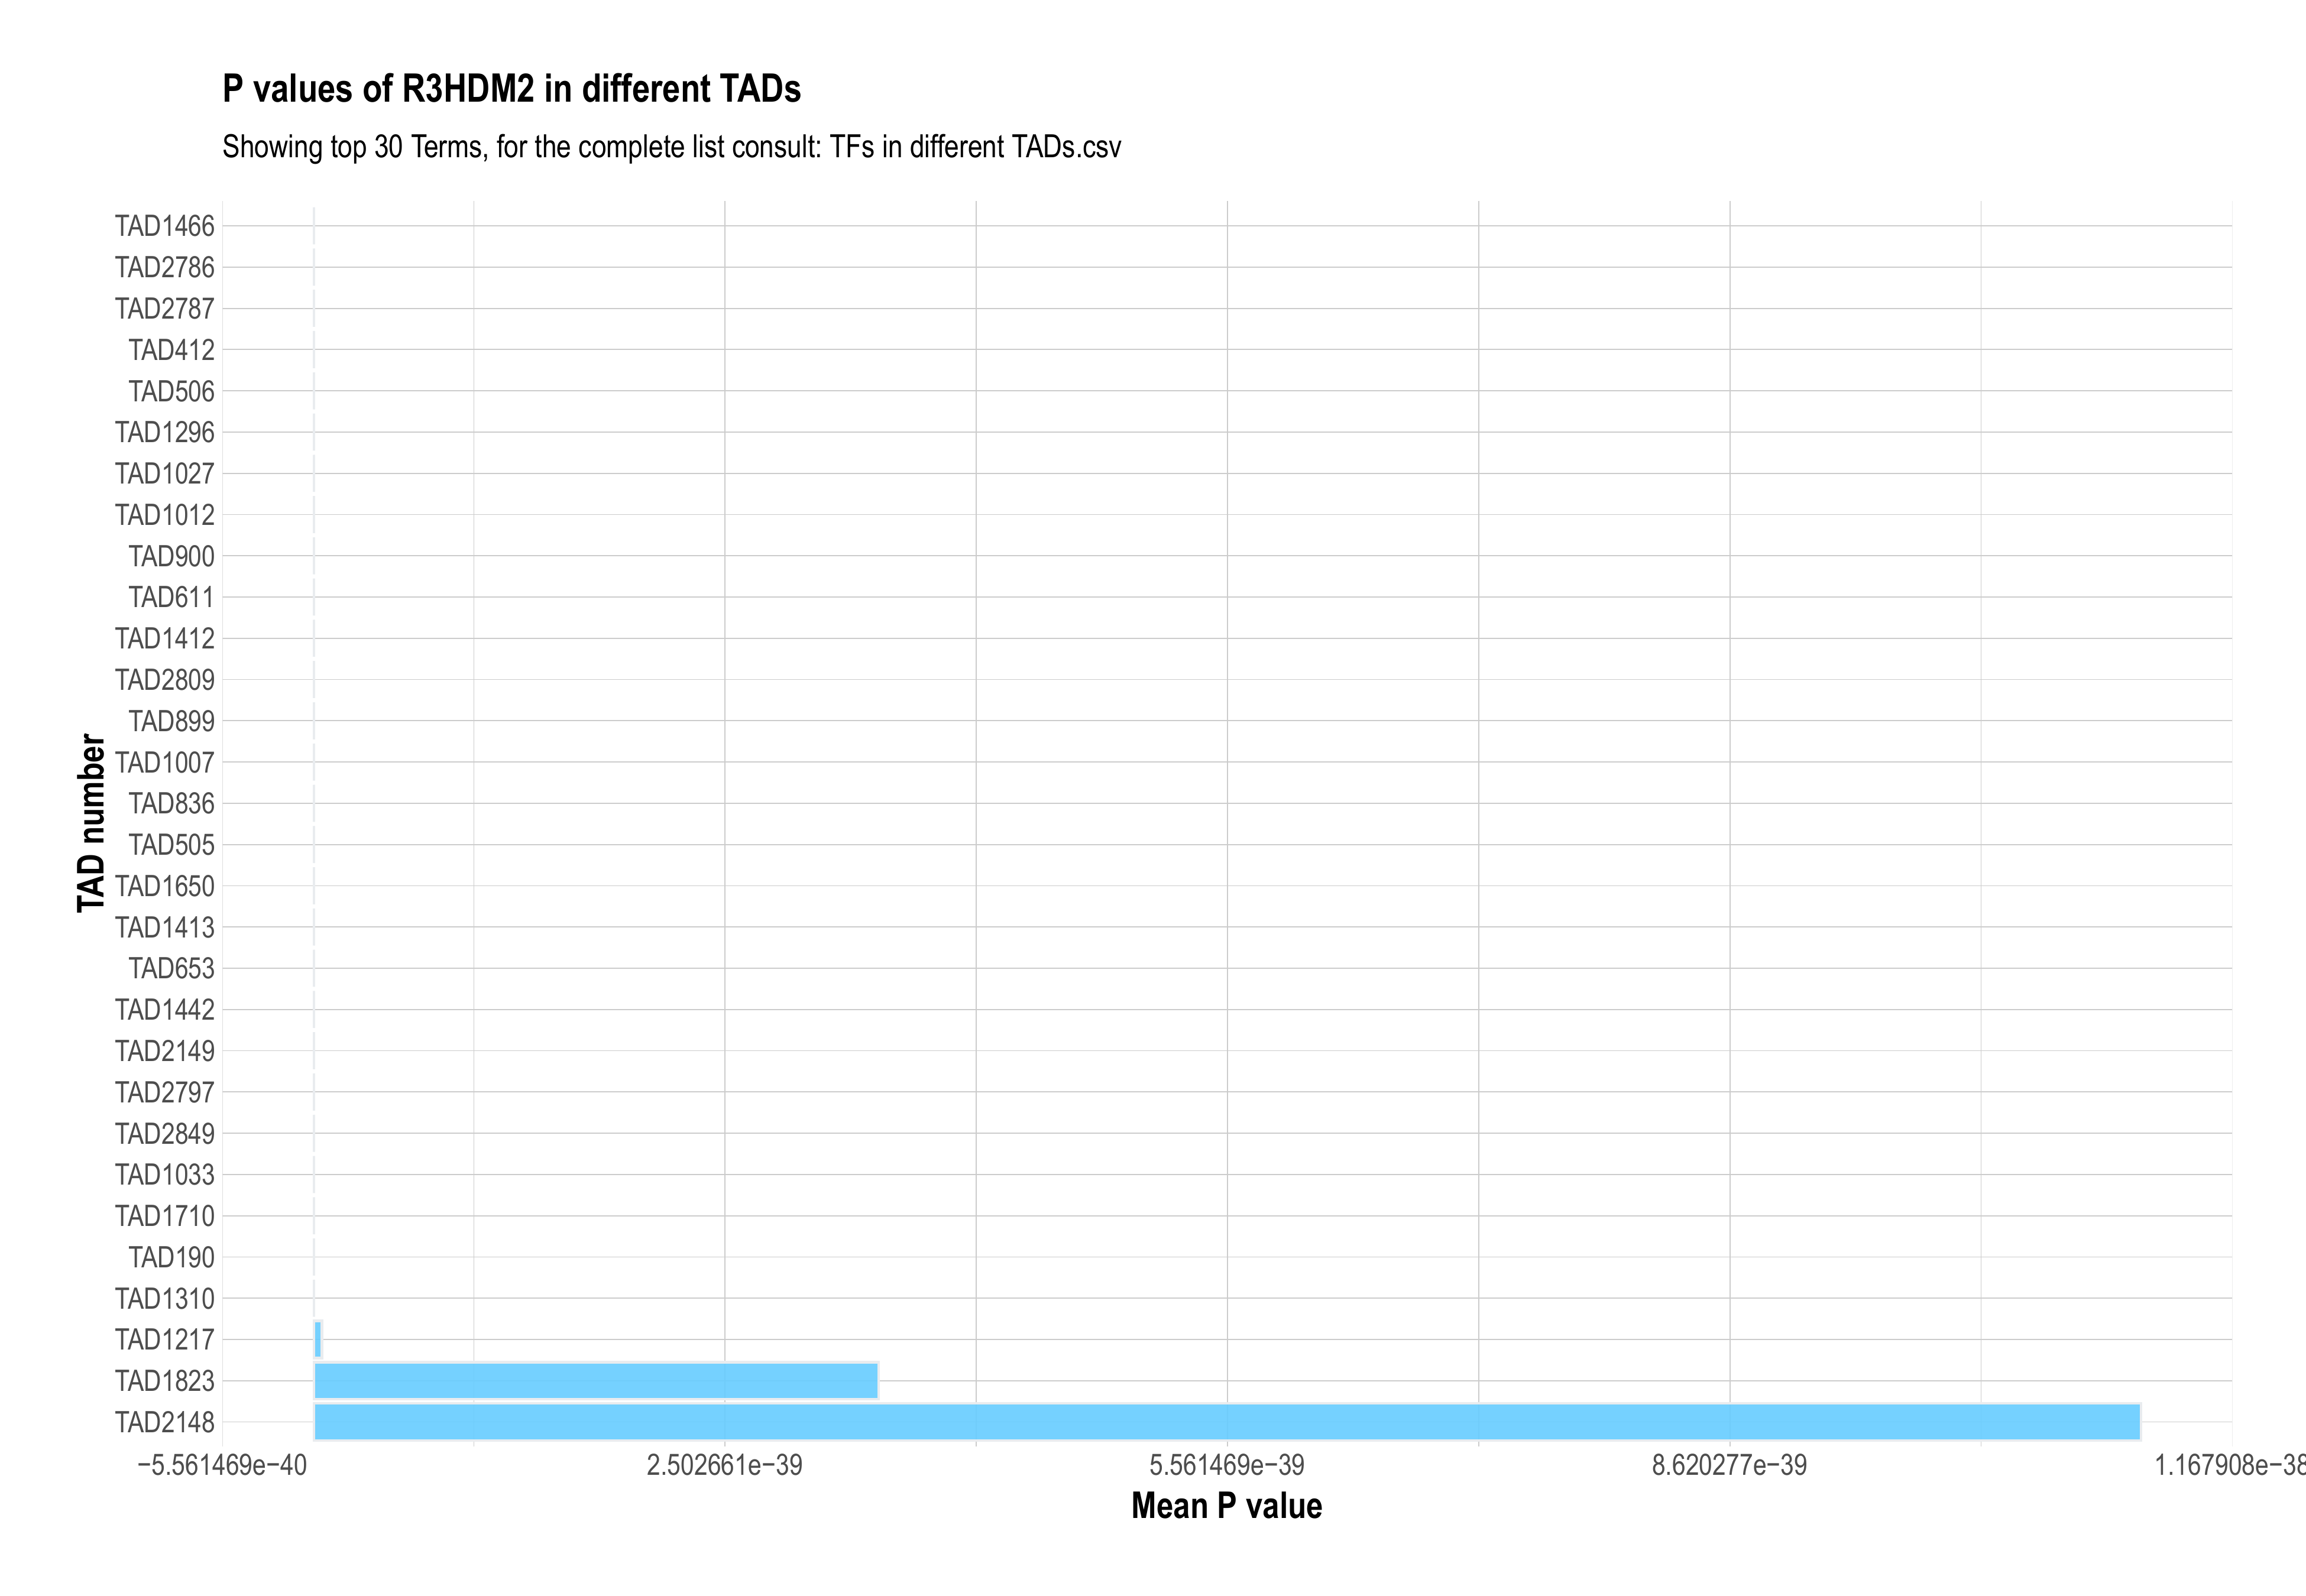 P values of R3HDM2 in different TADs
Showing top 30 Terms, for the complete list consult: TFs in different TADs.csv
TAD number
TAD1466
TAD2786
TAD2787
TAD412
TAD506
TAD1296
TAD1027
TAD1012
TAD900
TAD611
TAD1412
TAD2809
TAD899
TAD1007
TAD836
TAD505
TAD1650
TAD1413
TAD653
TAD1442
TAD2149
TAD2797
TAD2849
TAD1033
TAD1710
TAD190
TAD1310
TAD1217
TAD1823
TAD2148
−5.561469e−40 2.502661e−39 5.561469e−39 8.620277e−39 1.167908e−38
Mean P value